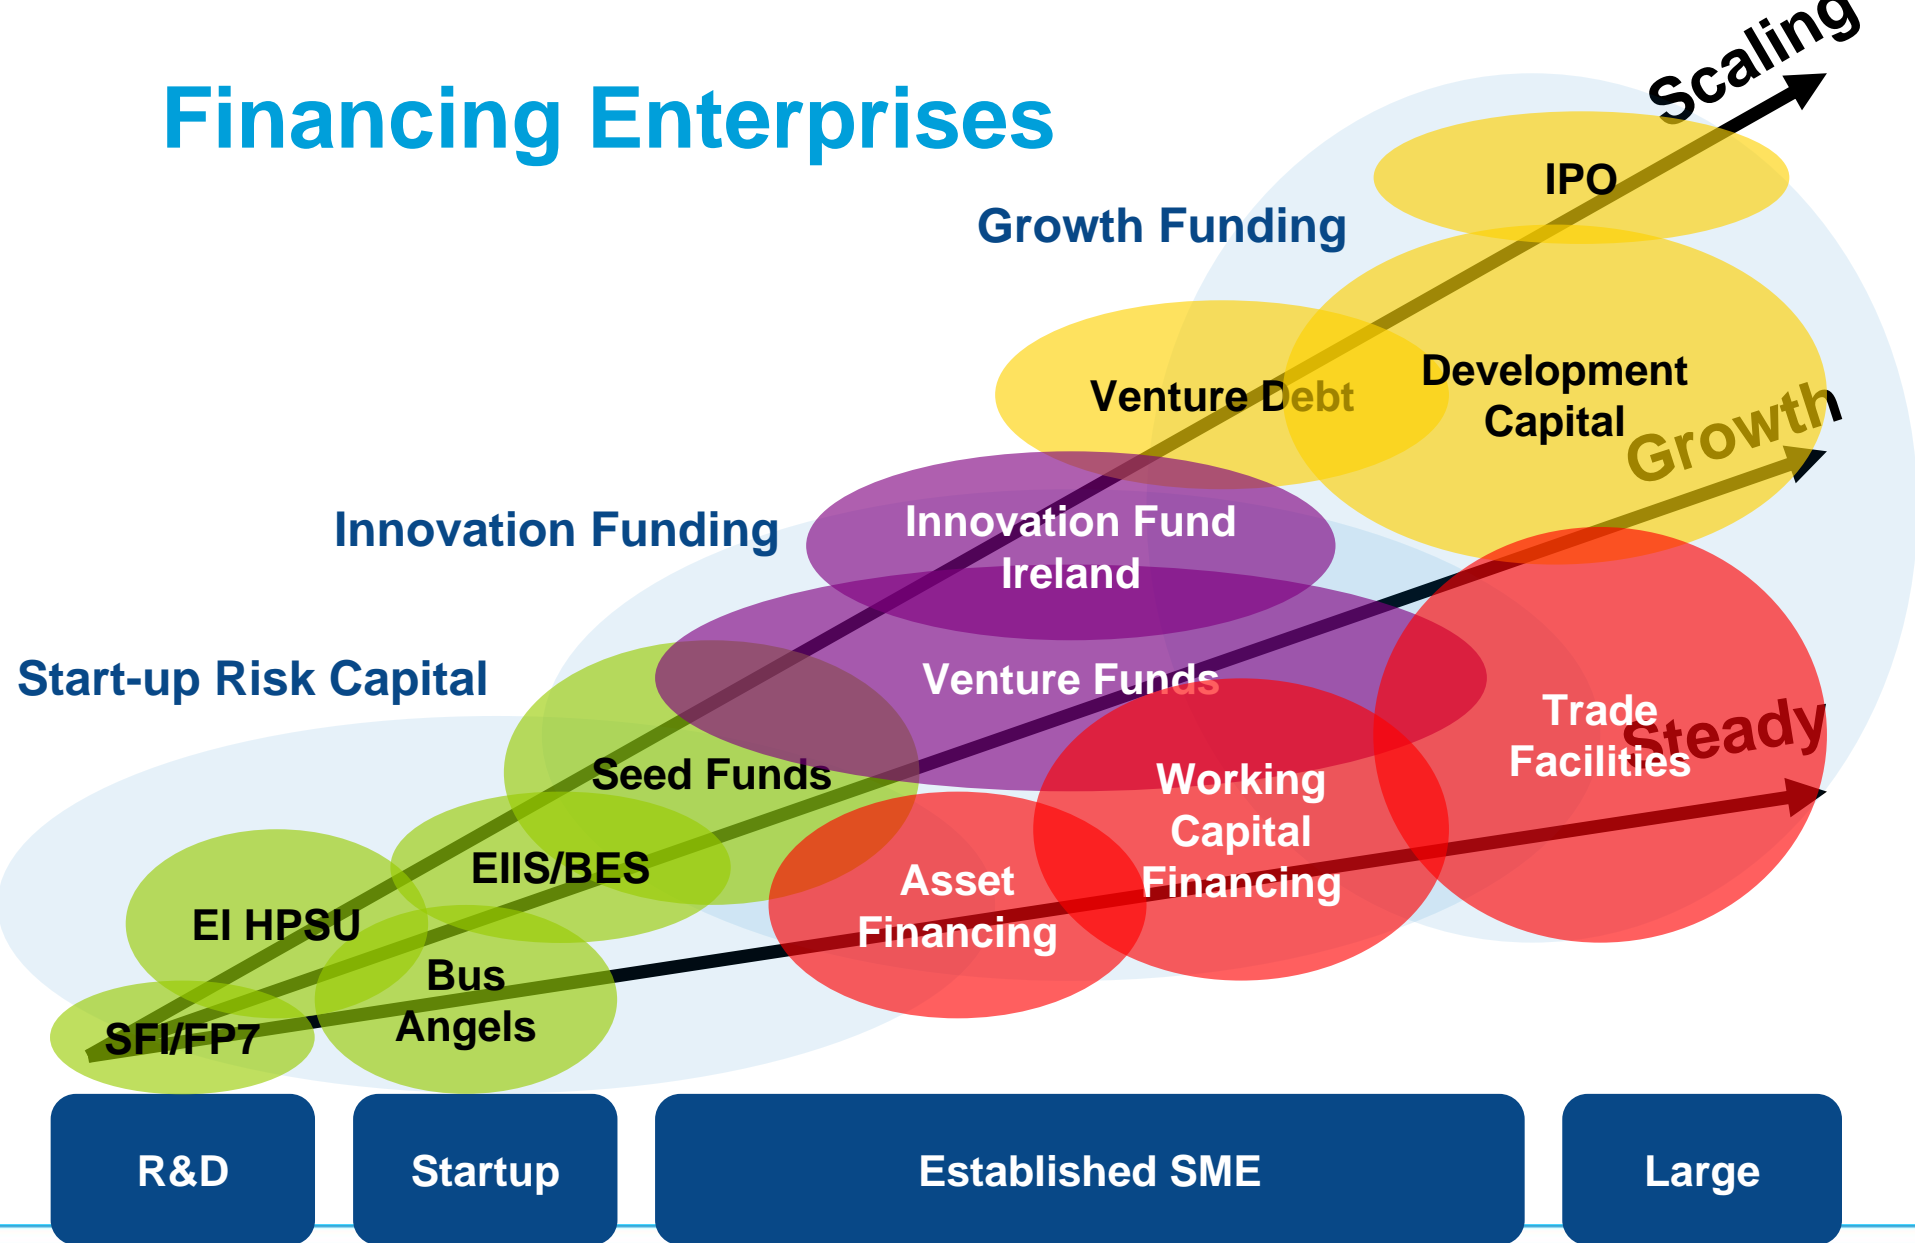 Scaling
Financing Enterprises
IPO
Growth Funding
Venture Debt
Development
Capital
Growth
Innovation Funding
Innovation Fund
Ireland
Start-up Risk Capital
Venture Funds
Trade
Facilities
Steady
Seed Funds
Working
Capital
Financing
EIIS/BES
Asset
Financing
EI HPSU
Bus
Angels
SFI/FP7
R&D
Startup
Established SME
Large